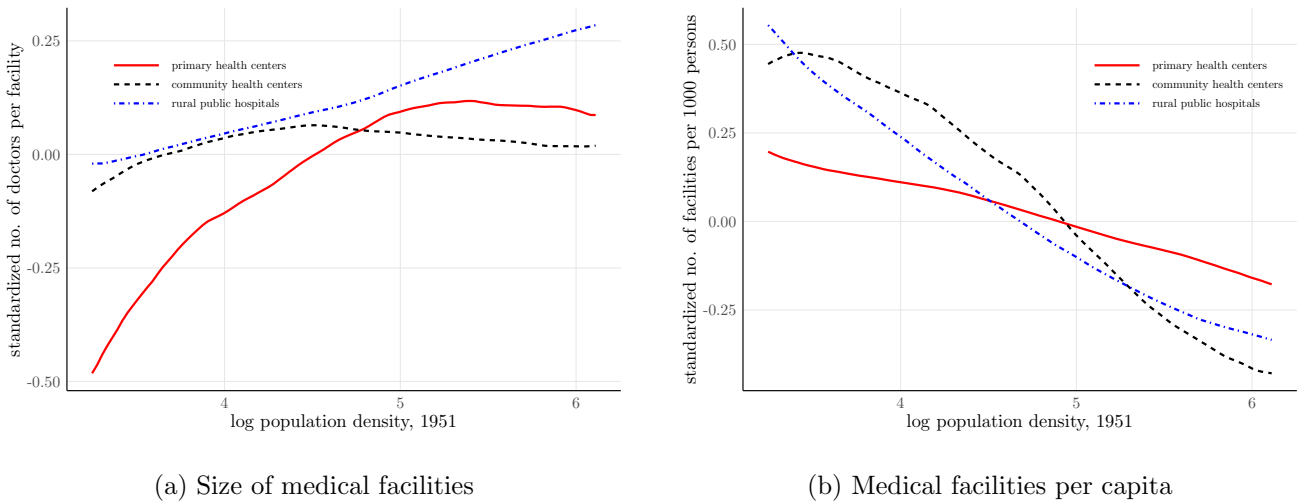 standardized no. of doctors per facility
0.25
0.00
-0.25
-0.50
primary health centers
community health centers
rural public hospitals
4
5
6
log population density, 1951
(a) Size of medical facilities
standardized no. of facilities per 1000 persons
0.50
0.25
0.00
-0.25
primary health centers
community health centers
rural public hospitals
4
5
6
log population density, 1951
(b) Medical facilities per capita